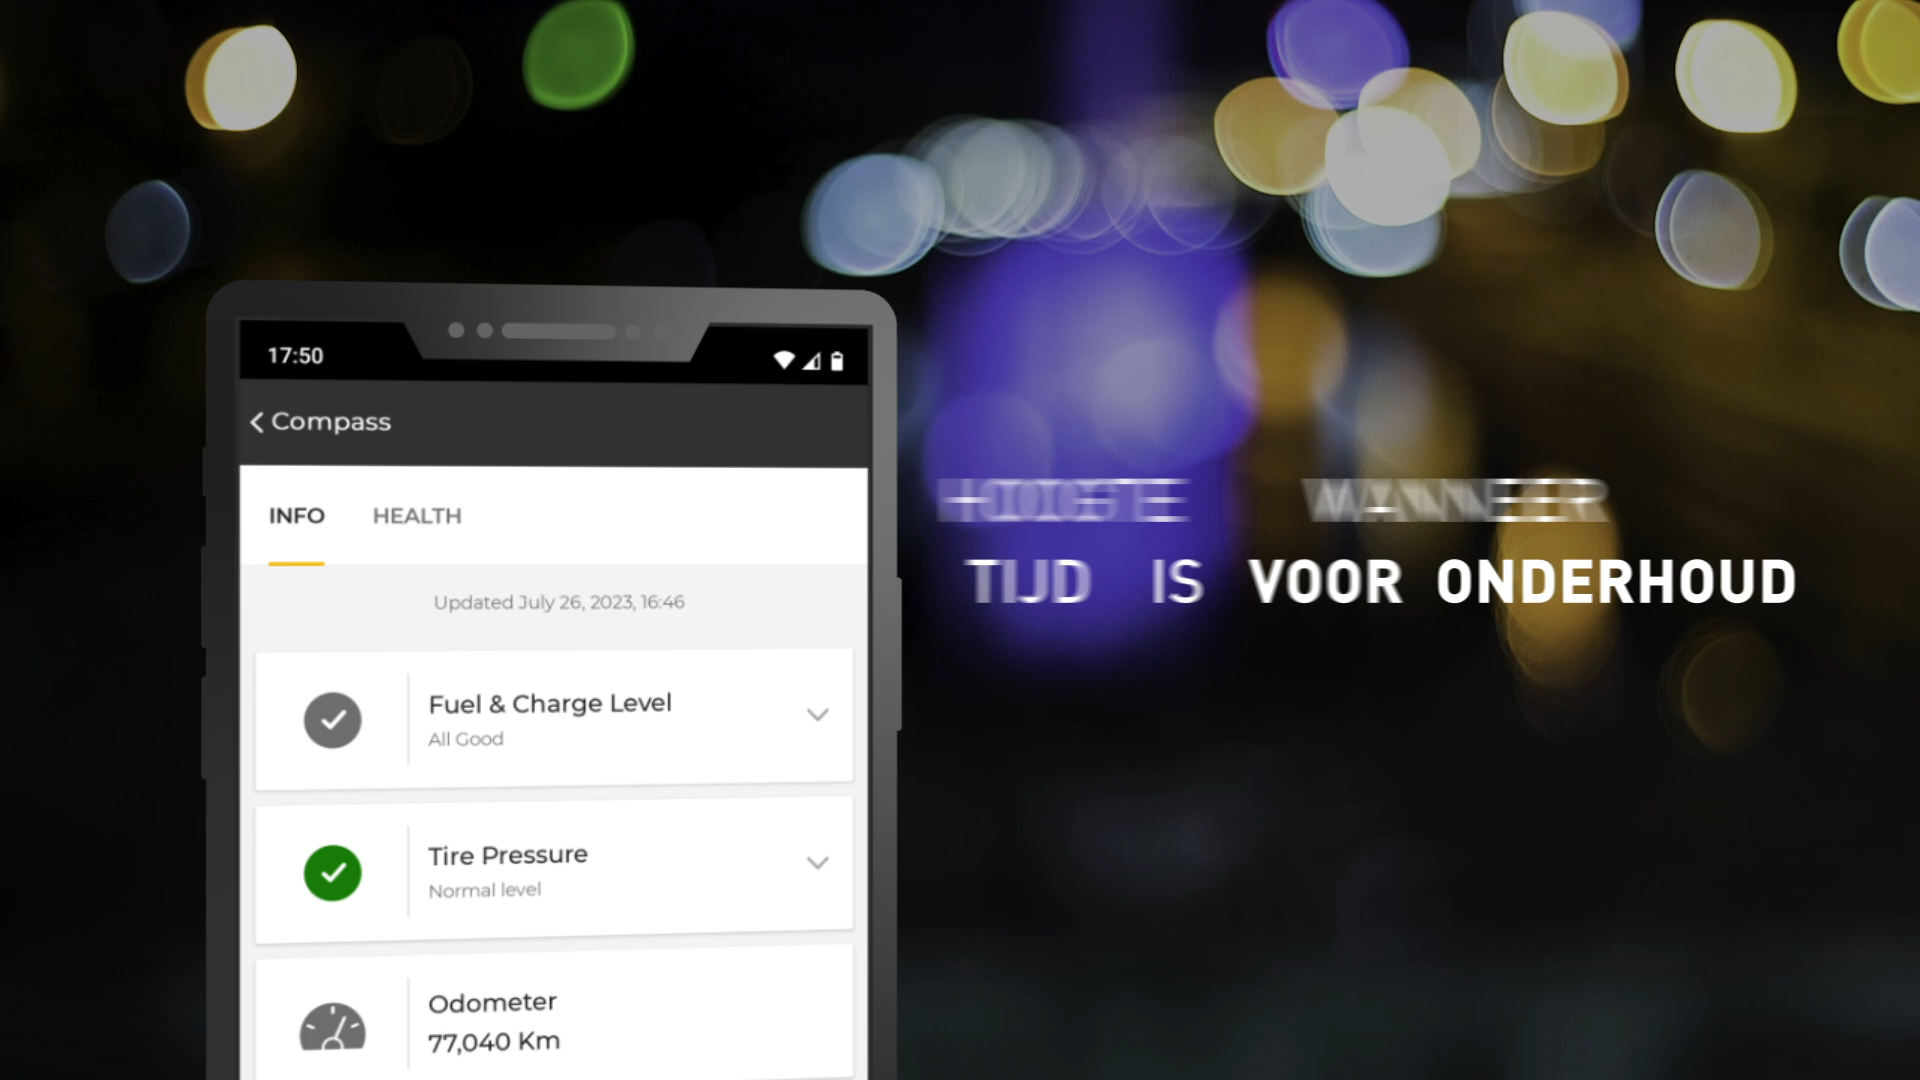 17:50
Compass
INFO HEALTH
Updated July 26, 2023, 16:46
Fuel & Charge Level
All Good
Tire Pressure
Normal level
Odometer
77,040 Km
WANNEER
TIJD IS VOOR ONDERHOUD